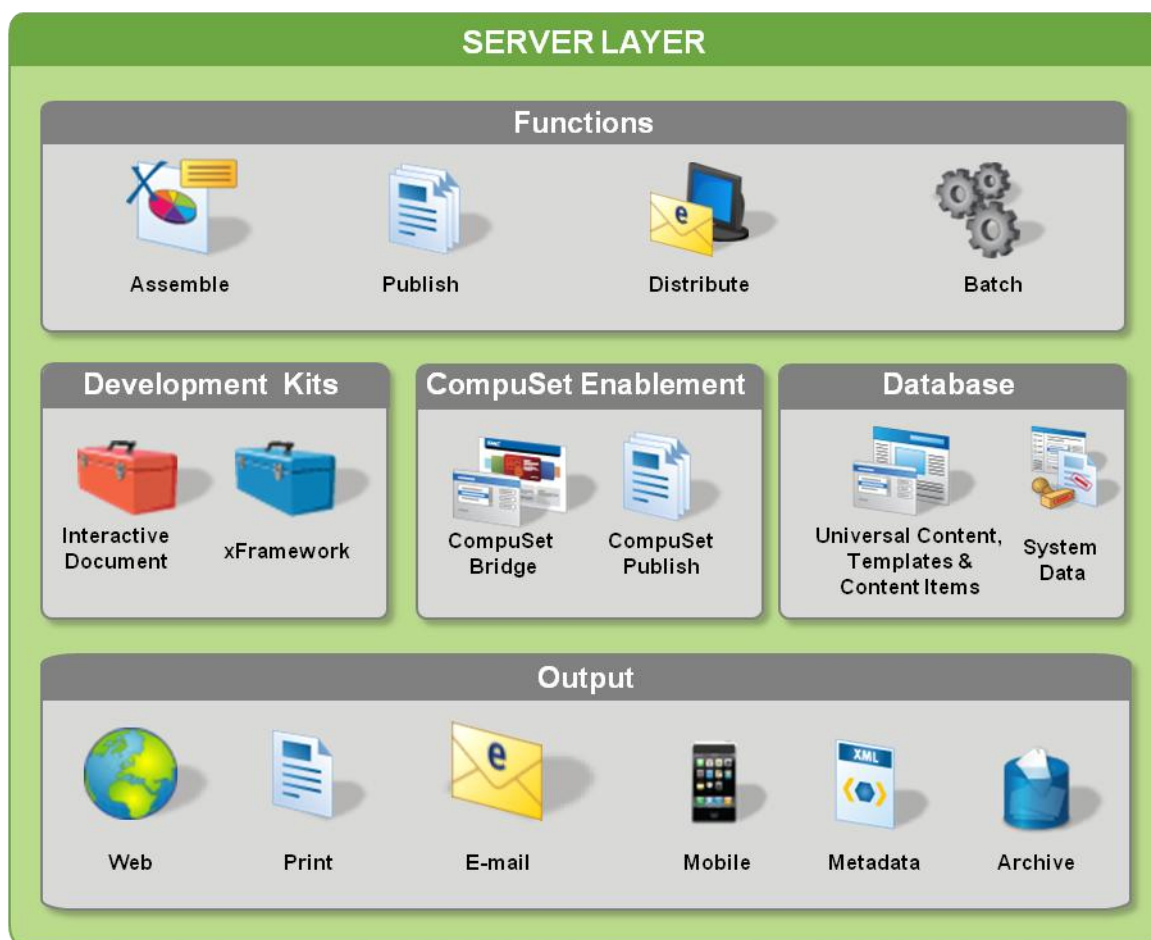 SERVER LAYER
Functions
Assemble
Publish
Distribute
Batch
Development Kits
Interactive
Document
xFramework
CompuSet Enablement
CompuSet
Bridge
CompuSet
Publish
Database
Universal Content,
Templates &
Content Items
System
Data
Output
Web
Print
e
E-mail
Mobile
XML
Metadata
Archive